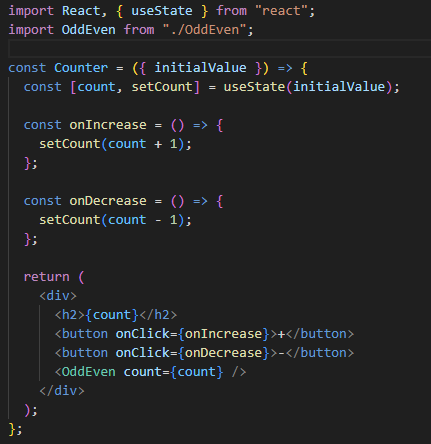 import React, { useState } from "react";
import OddEven from "./OddEven";

const Counter = ({ initialValue }) => {
  const [count, setCount] = useState(initialValue);

  const onIncrease = () => {
    setCount(count + 1);
  };

  const onDecrease = () => {
    setCount(count - 1);
  };

  return (
    <div>
      <h2>{count}</h2>
      <button onClick={onIncrease}>+</button>
      <button onClick={onDecrease}>-</button>
      <OddEven count={count} />
    </div>
  );
};